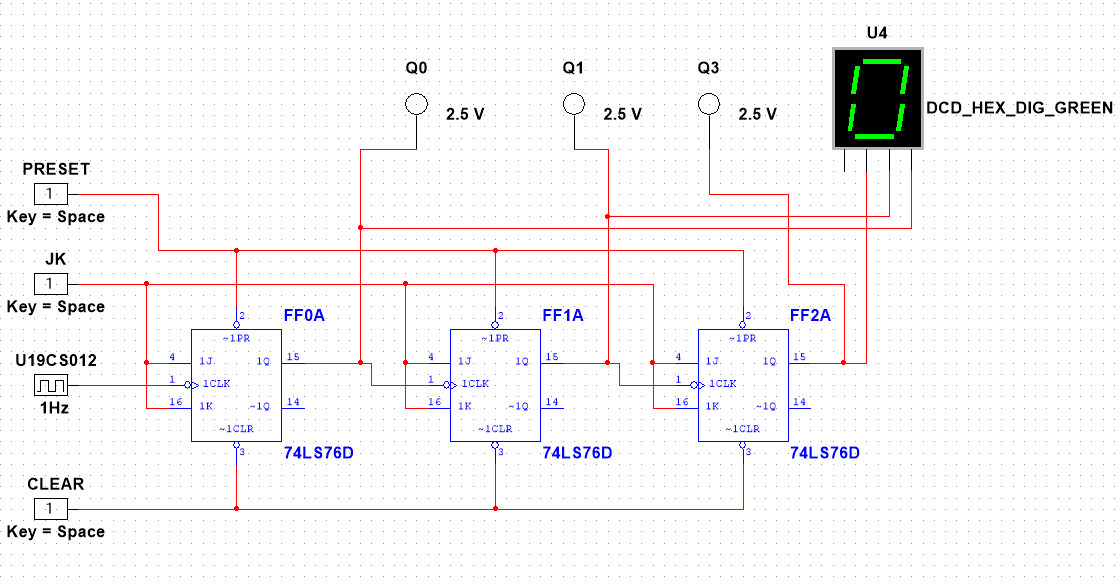 U4
Q0
Q1
Q3
2.5 V
2.5 V
2.5 V
0
DCD_HEX_DIG_GREEN
PRESET
1
Key = Space
JK
1
Key = Space
U19CS012
1Hz
FF0A
FF1A
FF2A
2
~1PR
4
1J
1Q
15
1
1CLK
16
1K
~1Q
14
~1CLR
3
74LS76D
2
~1PR
4
1J
1Q
15
1
1CLK
16
1K
~1Q
14
~1CLR
3
74LS76D
2
~1PR
4
1J
1Q
15
1
1CLK
16
1K
~1Q
14
~1CLR
3
74LS76D
CLEAR
1
Key = Space